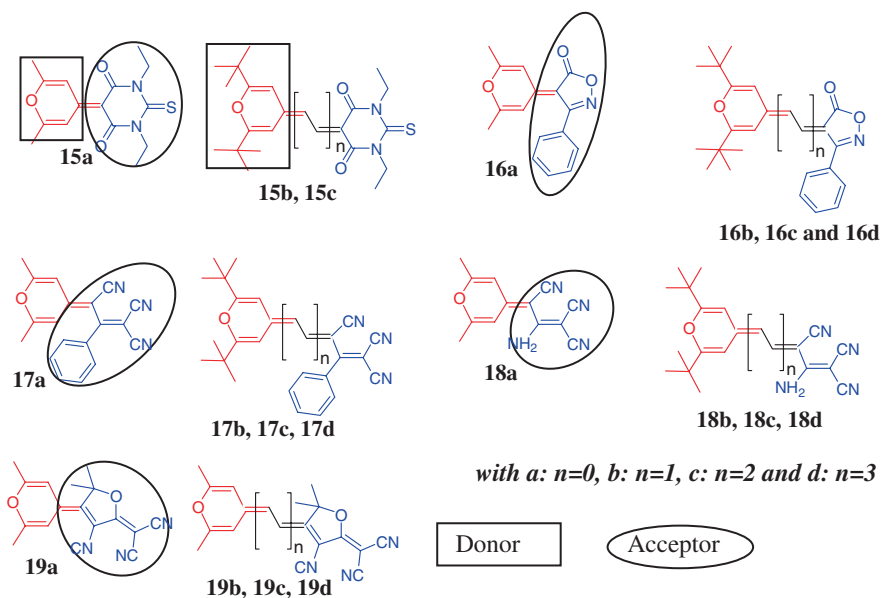 O O N S O N 15a
O O N S O N n 15b, 15c
O O N 16a
O O N n 16b, 16c and 16d
O CN CN CN 17a
O CN CN CN n 17b, 17c, 17d
O CN CN CN NH2 18a
O CN CN CN NH2 n 18b, 18c, 18d
O O CN CN NC 19a
O O CN CN NC n 19b, 19c, 19d
with a: n=0, b: n=1, c: n=2 and d: n=3
Donor
Acceptor